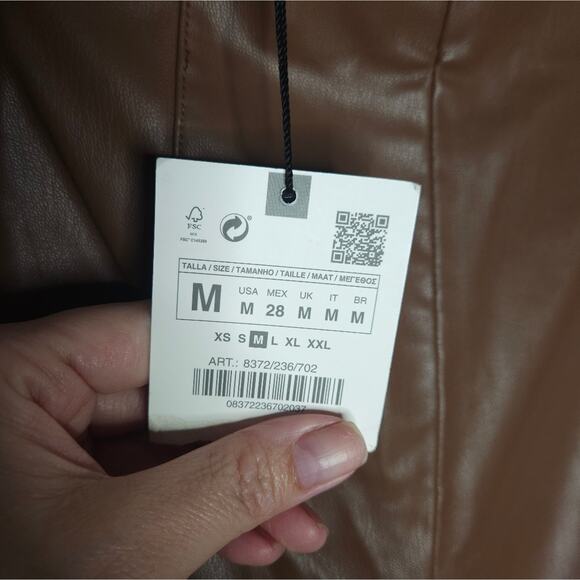 FSC
MIX
TALLA / SIZE / TAMANHO / TAILLE / MAAT / ΜΕΓΕΘΟΣ
M
USA MEX UK IT BR
M 28 M M M
XS S M L XL XXL
ART.: 8372/236/702
08372236702037